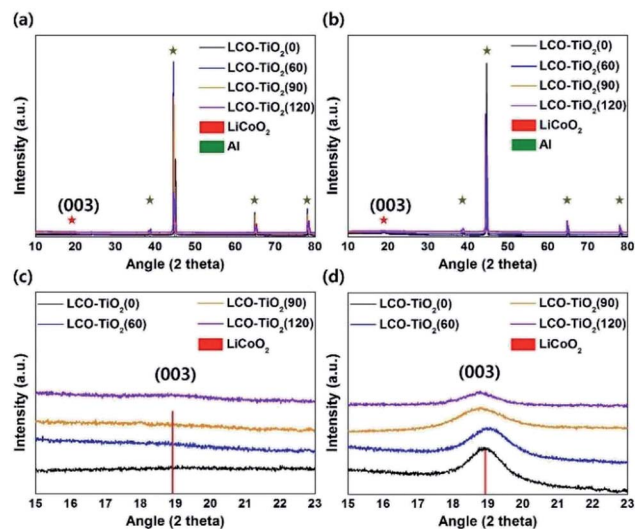 (a)
LCO-TiO₂(0)
LCO-TiO₂(60)
LCO-TiO₂(90)
LCO-TiO₂(120)
LiCoO₂
Al
(003)
Intensity (a.u.)
10 20 30 40 50 60 70 80
Angle (2 theta)
(b)
LCO-TiO₂(0)
LCO-TiO₂(60)
LCO-TiO₂(90)
LCO-TiO₂(120)
LiCoO₂
Al
(003)
Intensity (a.u.)
10 20 30 40 50 60 70 80
Angle (2 theta)
(c)
LCO-TiO₂(0) LCO-TiO₂(90)
LCO-TiO₂(60) LCO-TiO₂(120)
LiCoO₂
(003)
Intensity (a.u.)
15 16 17 18 19 20 21 22 23
Angle (2 theta)
(d)
LCO-TiO₂(0) LCO-TiO₂(90)
LCO-TiO₂(60) LCO-TiO₂(120)
LiCoO₂
(003)
Intensity (a.u.)
15 16 17 18 19 20 21 22 23
Angle (2 theta)